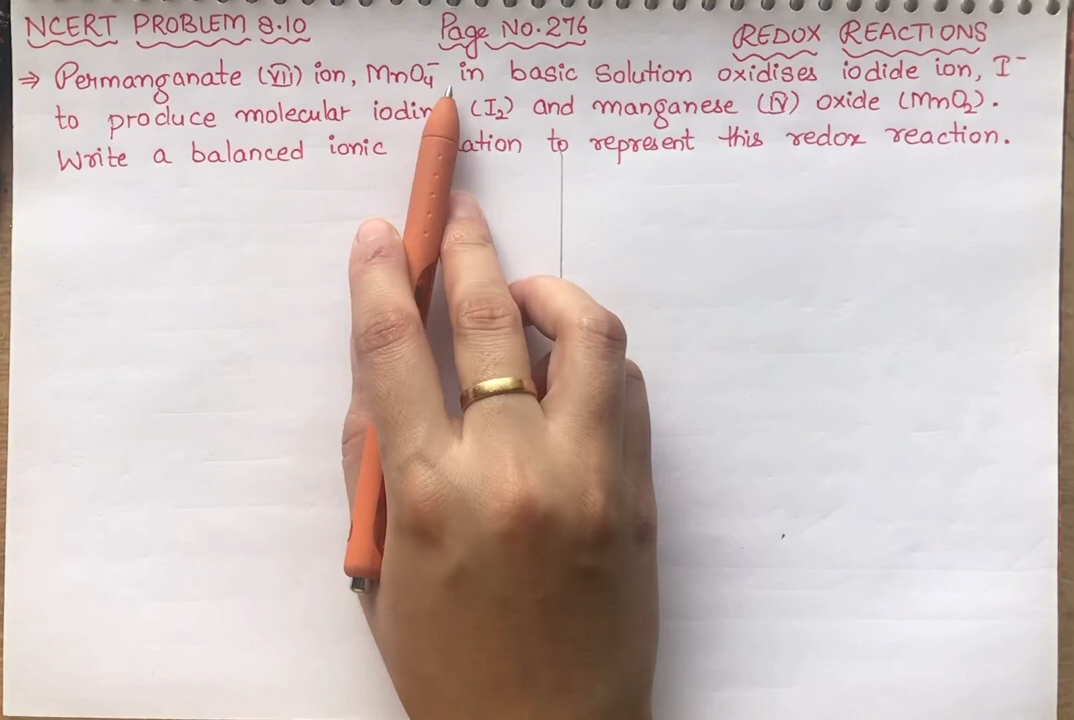 NCERT PROBLEM 8.10 Page No. 276 REDOX REACTIONS
⇒ Permanganate (VII) ion, MnO₄⁻ in basic solution oxidises iodide ion, I⁻
to produce molecular (I₂) and manganese (IV) oxide (MnO₂).
Write a balanced ionic to represent this redox reaction.